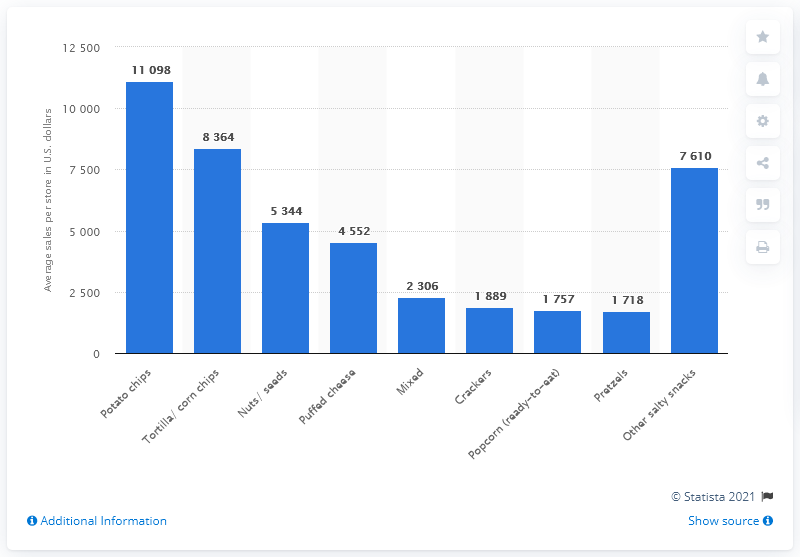 12 500
10 000
7 500
5 000
2 500
0
Average sales per store in U.S. dollars
11 098
8 364
5 344
4 552
2 306
1 889
1 757
1 718
7 610
Potato chips
Tortilla/ corn chips
Nuts/ seeds
Puffed cheese
Mixed
Crackers
Popcorn (ready-to-eat)
Pretzels
Other salty snacks
© Statista 2021
Additional Information
Show source